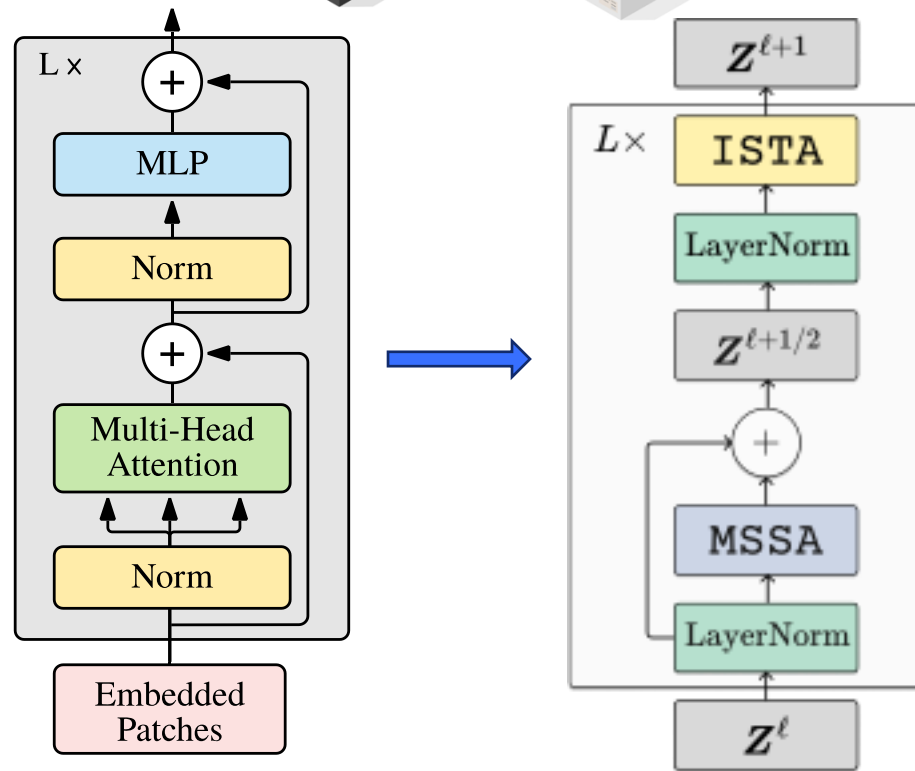 L ×
+
MLP
Norm
+
Multi-Head
Attention
Norm
Embedded
Patches
Z^{ℓ+1}
L×
ISTA
LayerNorm
Z^{ℓ+1/2}
+
MSSA
LayerNorm
Z^ℓ